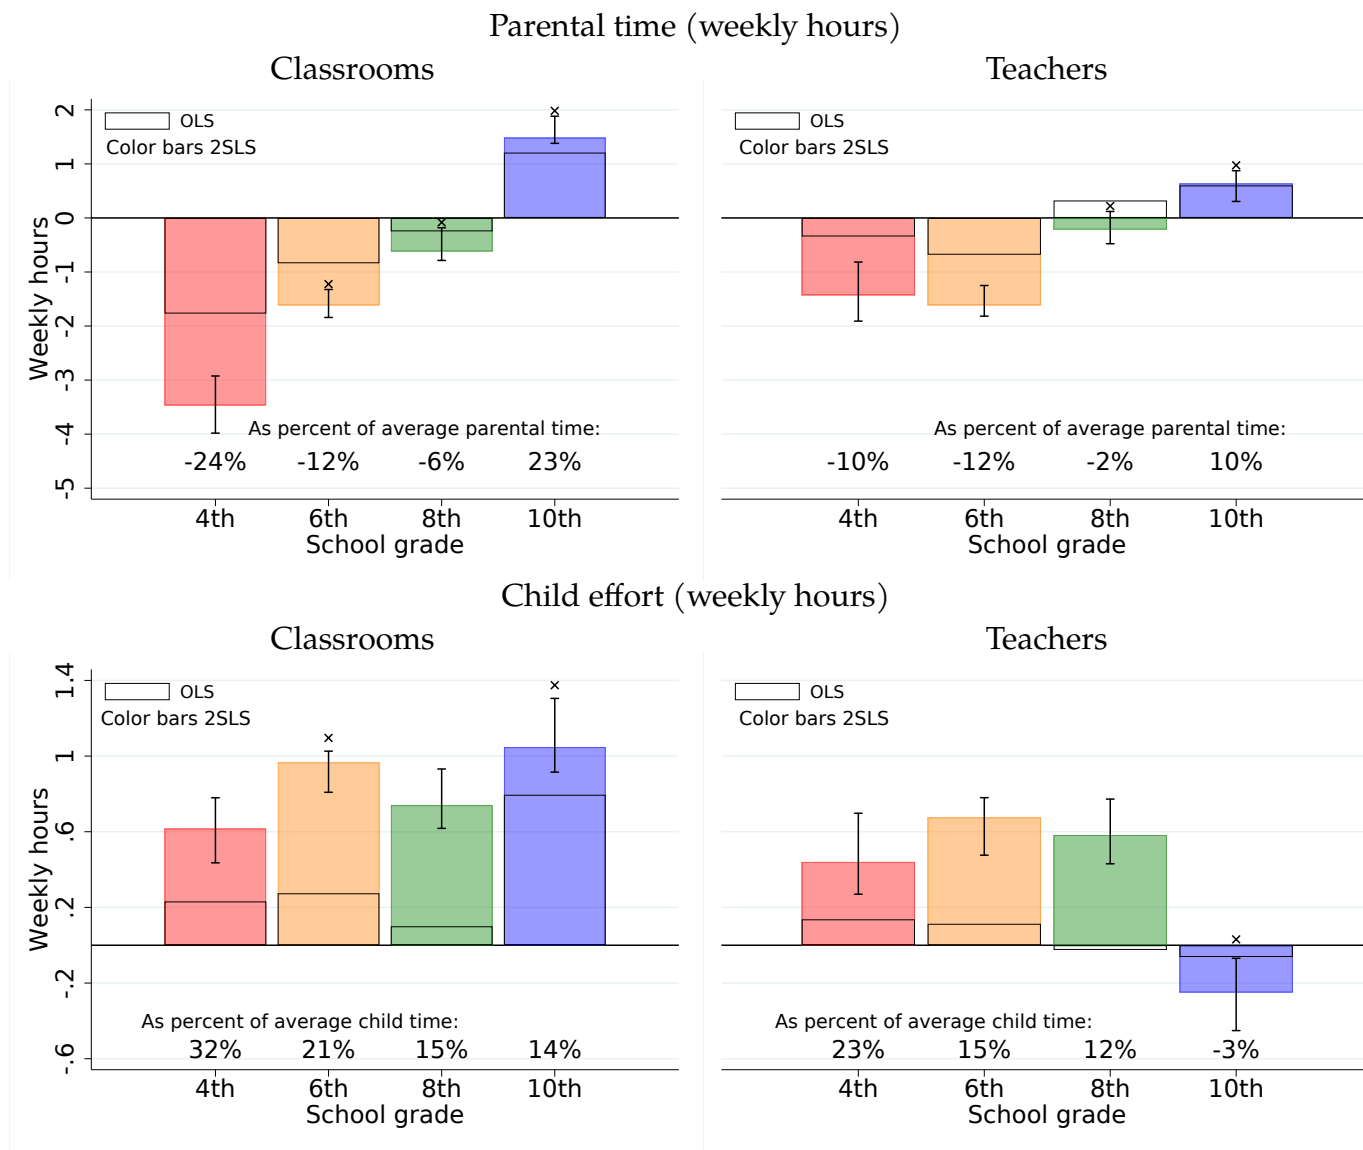 Parental time (weekly hours)
Classrooms
OLS
Color bars 2SLS
Weekly hours
2
1
0
-1
-2
-3
-4
-5
As percent of average parental time:
-24% -12% -6% 23%
4th 6th 8th 10th
School grade
Teachers
OLS
Color bars 2SLS
As percent of average parental time:
-10% -12% -2% 10%
4th 6th 8th 10th
School grade
Child effort (weekly hours)
Classrooms
OLS
Color bars 2SLS
Weekly hours
1.4
1
.6
.2
-.2
-.6
As percent of average child time:
32% 21% 15% 14%
4th 6th 8th 10th
School grade
Teachers
OLS
Color bars 2SLS
As percent of average child time:
23% 15% 12% -3%
4th 6th 8th 10th
School grade